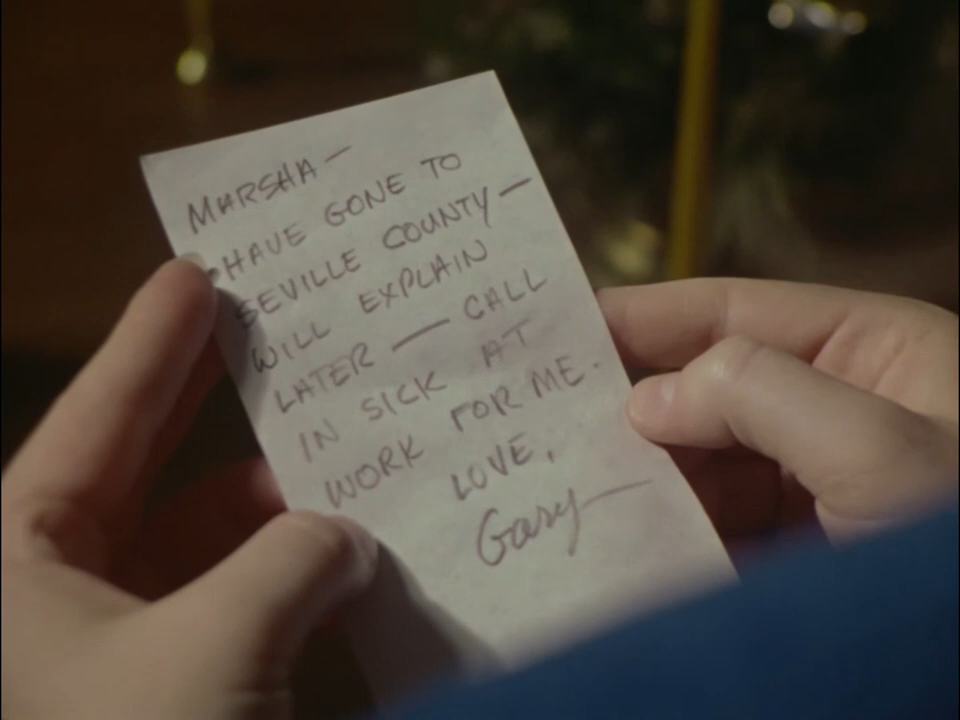 MARSHA —
HAVE GONE TO
SEVILLE COUNTY —
WILL EXPLAIN
LATER — CALL
IN SICK AT
WORK FOR ME.
LOVE,
Gary —